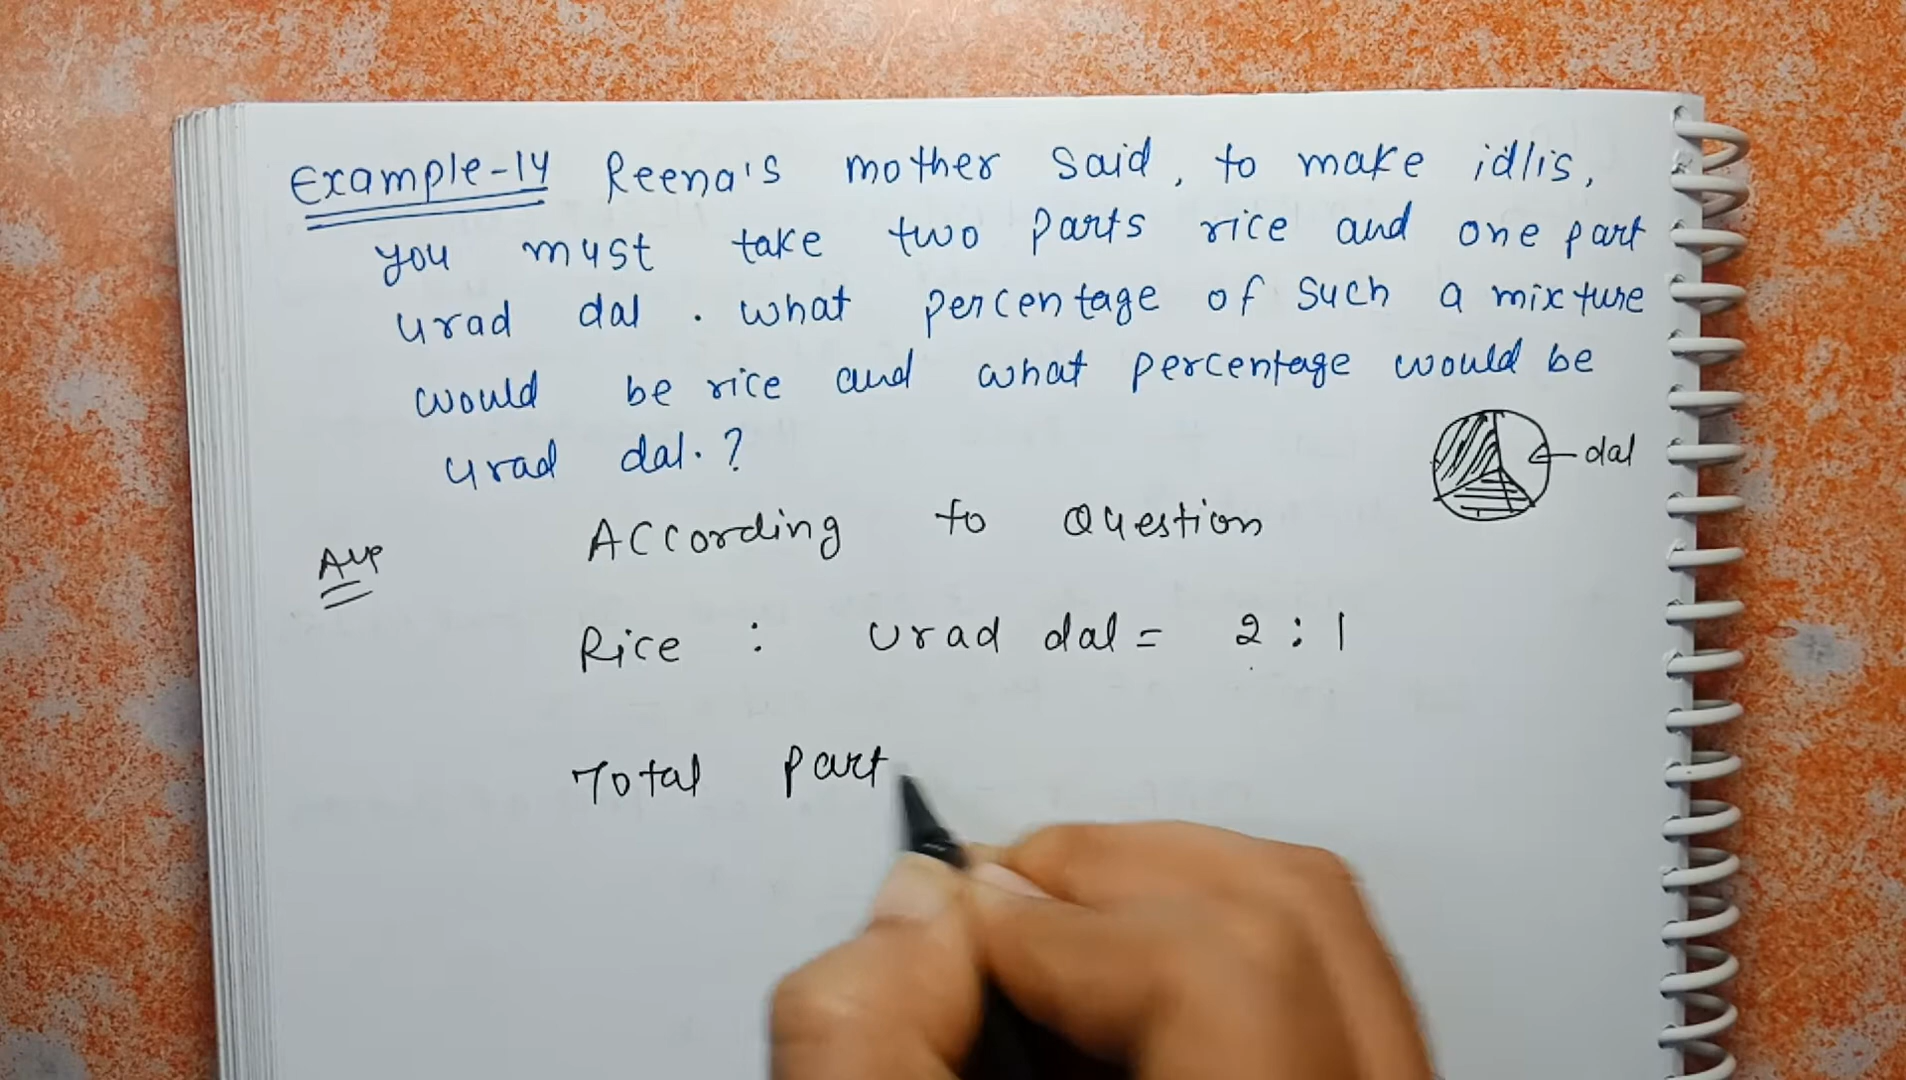 Example-14 Reena's mother said, to make idlis,
you must take two parts rice and one part
urad dal. what percentage of such a mixture
would be rice and what percentage would be
urad dal.?
dal
According to Question
Rice : Urad dal = 2 : 1
Total part